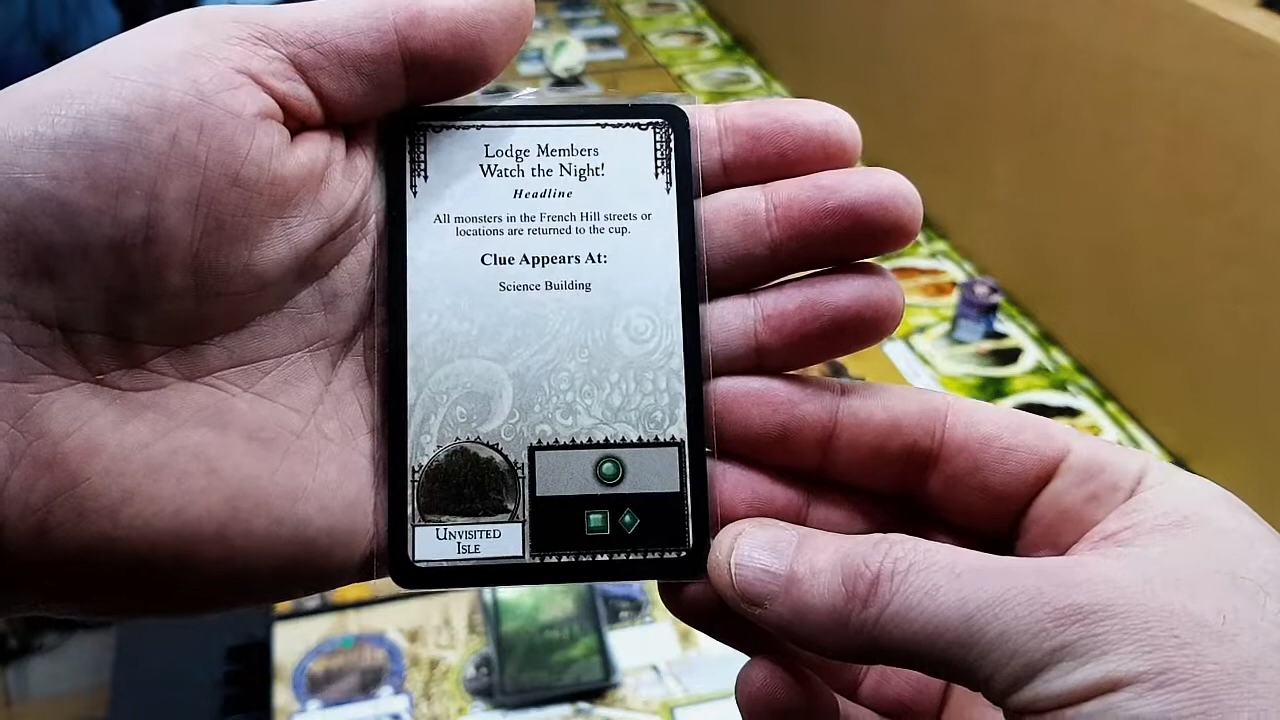 Lodge Members
Watch the Night!
Headline
All monsters in the French Hill streets or
locations are returned to the cup.
Clue Appears At:
Science Building
Unvisited
Isle